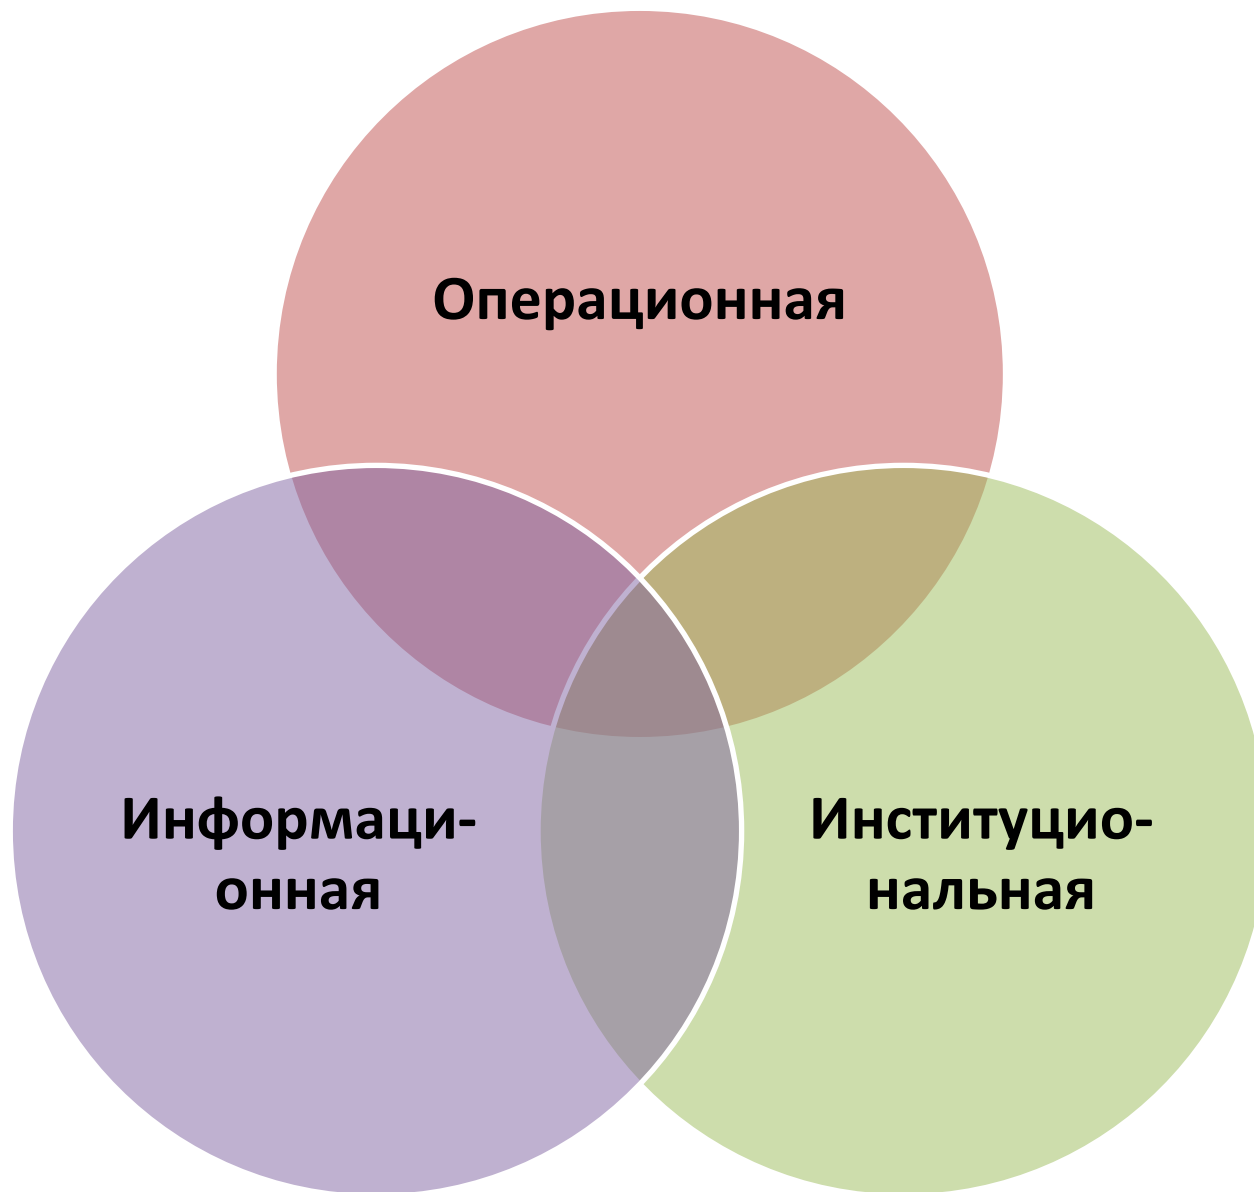 Операционная
Информаци-
онная
Институцио-
нальная